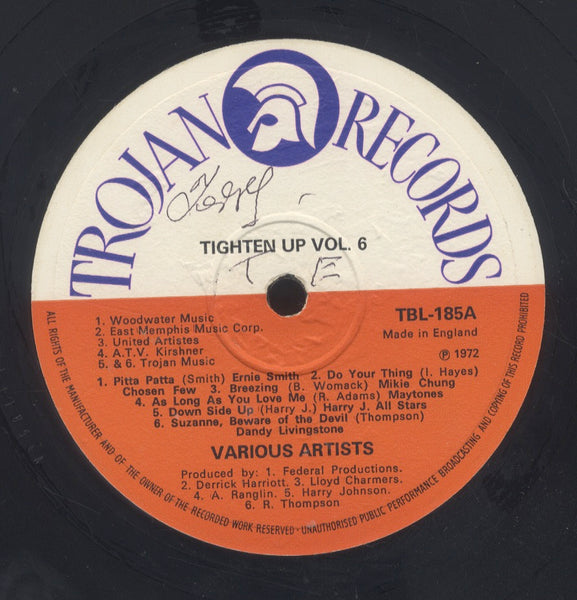 TROJAN RECORDS
TIGHTEN UP VOL. 6
T E
1. Woodwater Music
2. East Memphis Music Corp.
3. United Artistes
4. A.T.V. Kirshner
5. & 6. Trojan Music
TBL-185A
Made in England
Ⓟ 1972
1. Pitta Patta (Smith) Ernie Smith 2. Do Your Thing (I. Hayes)
Chosen Few 3. Breezing (B. Womack) Mikie Chung
4. As Long As You Love Me (R. Adams) Maytones
5. Down Side Up (Harry J.) Harry J. All Stars
6. Suzanne, Beware of the Devil (Thompson)
Dandy Livingstone
VARIOUS ARTISTS
Produced by: 1. Federal Productions.
2. Derrick Harriott. 3. Lloyd Charmers.
4. A. Ranglin. 5. Harry Johnson.
6. R. Thompson
ALL RIGHTS OF THE MANUFACTURER AND OF THE OWNER OF THE RECORDED WORK RESERVED - UNAUTHORISED PUBLIC PERFORMANCE BROADCASTING AND COPYING OF THIS RECORD PROHIBITED